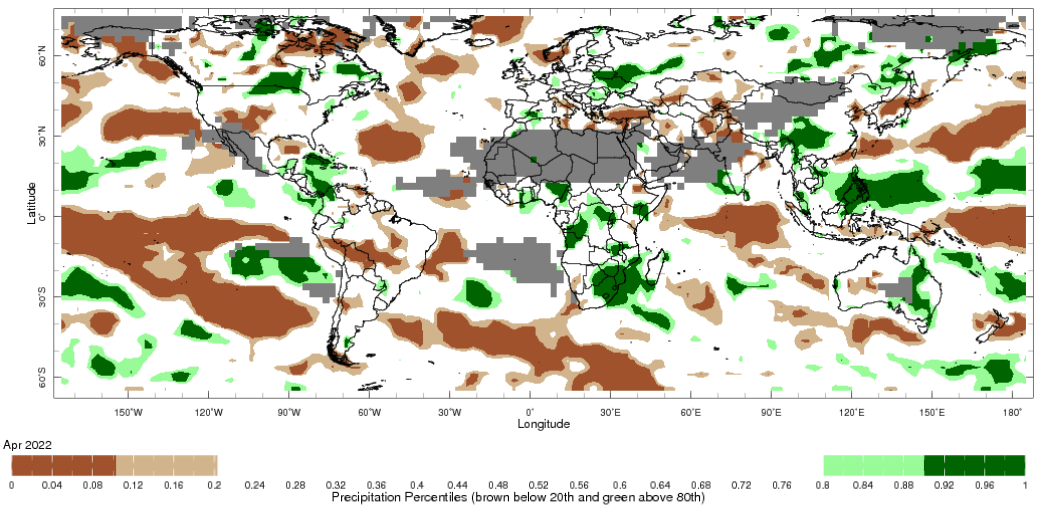 60°N
30°N
0°
30°S
60°S
Latitude
150°W 120°W 90°W 60°W 30°W 0° 30°E 60°E 90°E 120°E 150°E 180°
Longitude
Apr 2022
0 0.04 0.08 0.12 0.16 0.2 0.24 0.28 0.32 0.36 0.4 0.44 0.48 0.53 0.57 0.6 0.64 0.68 0.72 0.76 0.8 0.84 0.88 0.92 0.96 1
Precipitation Percentiles (brown below 20th and green above 80th)